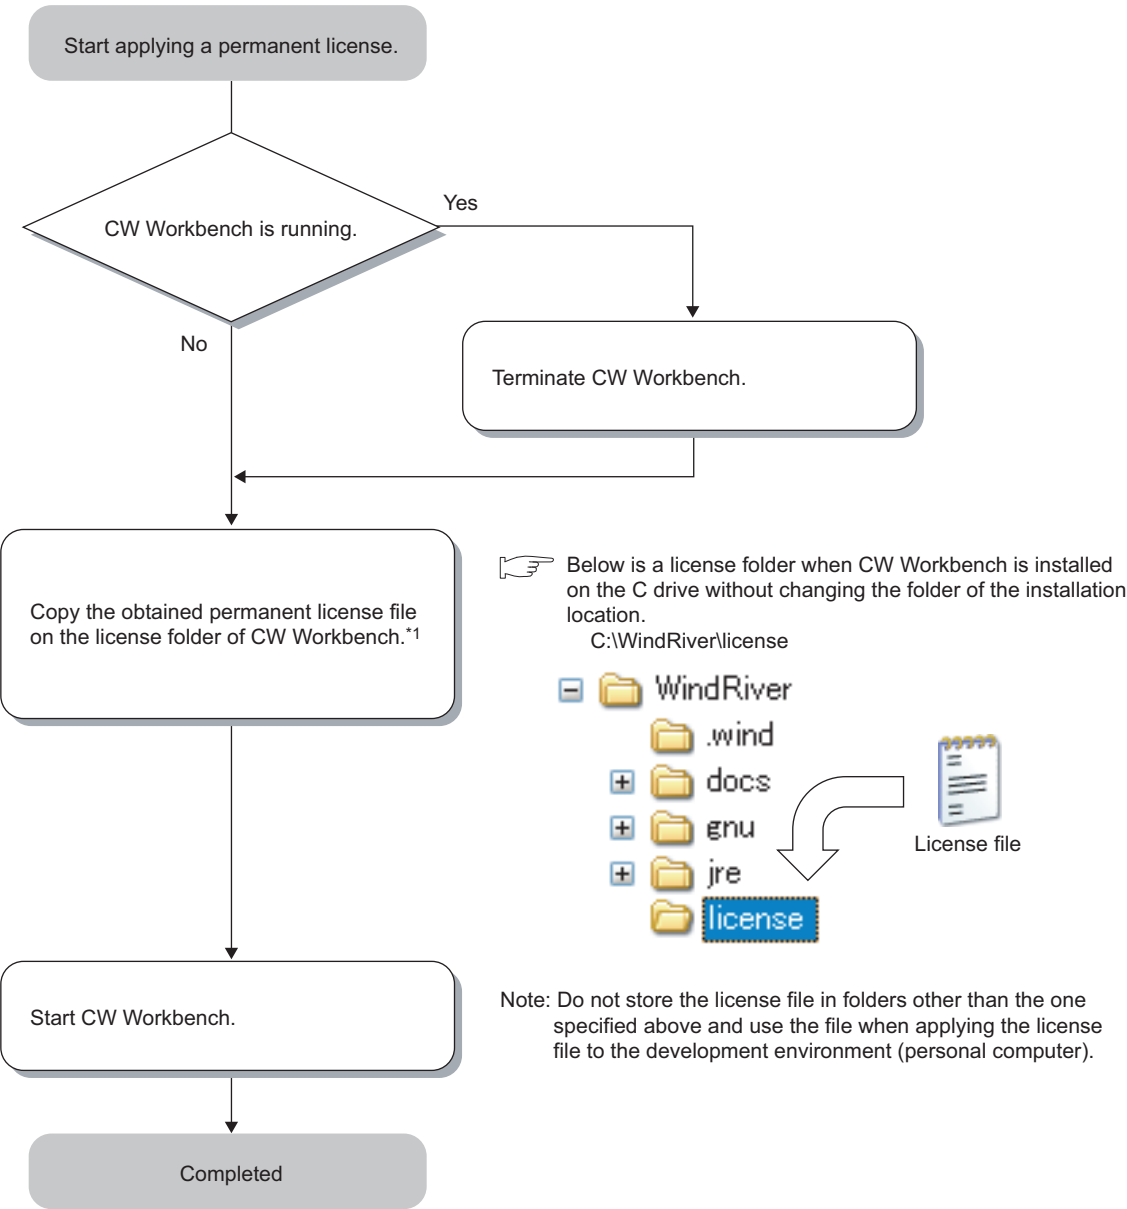 Start applying a permanent license.
Yes
CW Workbench is running.
No
Terminate CW Workbench.
Copy the obtained permanent license file
on the license folder of CW Workbench.*1
Below is a license folder when CW Workbench is installed
on the C drive without changing the folder of the installation
location.
C:\WindRiver\license
WindRiver
.wind
docs
gnu
jre
license
License file
Start CW Workbench.
Note: Do not store the license file in folders other than the one
specified above and use the file when applying the license
file to the development environment (personal computer).
Completed